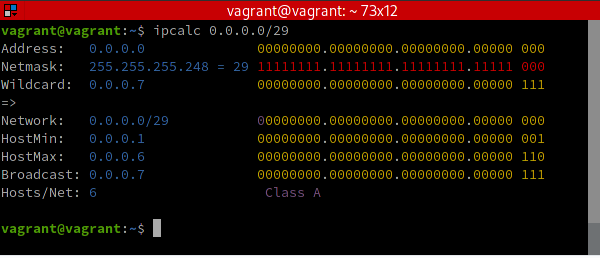 vagrant@vagrant: ~ 73x12
vagrant@vagrant:~$ ipcalc 0.0.0.0/29
Address:   0.0.0.0              00000000.00000000.00000000.00000 000
Netmask:   255.255.255.248 = 29 11111111.11111111.11111111.11111 000
Wildcard:  0.0.0.7              00000000.00000000.00000000.00000 111
=>
Network:   0.0.0.0/29           00000000.00000000.00000000.00000 000
HostMin:   0.0.0.1              00000000.00000000.00000000.00000 001
HostMax:   0.0.0.6              00000000.00000000.00000000.00000 110
Broadcast: 0.0.0.7              00000000.00000000.00000000.00000 111
Hosts/Net: 6                     Class A
vagrant@vagrant:~$